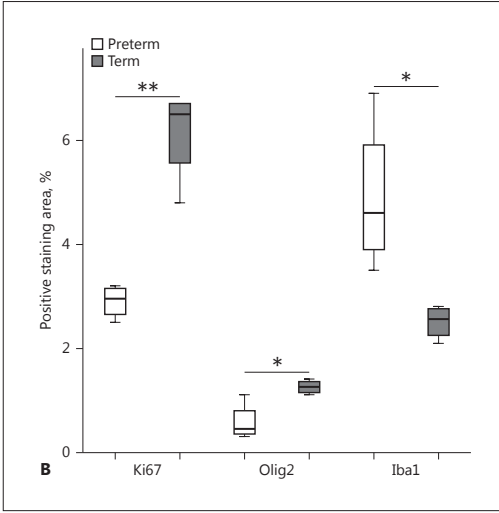 Preterm
Term
**
*
*
Positive staining area, %
6
4
2
0
B
Ki67
Olig2
Iba1